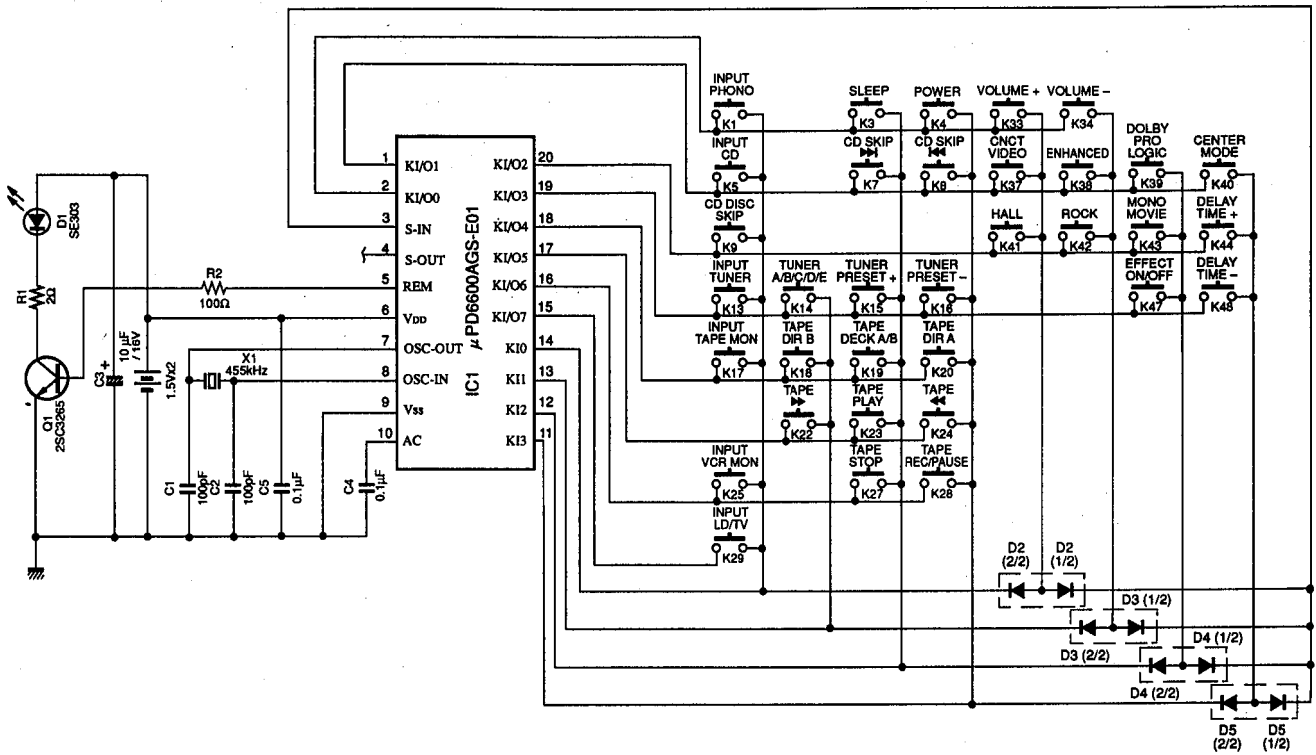 INPUT
PHONO
K1
SLEEP
K3
POWER
K4
VOLUME +
K33
VOLUME −
K34
INPUT
CD
K5
CD SKIP
K7
CD SKIP
K8
CNCT
VIDEO
K37
ENHANCED
K38
DOLBY
PRO
LOGIC
K39
CENTER
MODE
K40
CD DISC
SKIP
K9
HALL
K41
ROCK
K42
MONO
MOVIE
K43
DELAY
TIME +
K44
INPUT
TUNER
K13
TUNER
A/B/C/D/E
K14
TUNER
PRESET +
K15
TUNER
PRESET −
K16
EFFECT
ON/OFF
K47
DELAY
TIME −
K48
INPUT
TAPE MON
K17
TAPE
DIR B
K18
TAPE
DECK A/B
K19
TAPE
DIR A
K20
TAPE
K22
TAPE
PLAY
K23
TAPE
K24
INPUT
VCR MON
K25
TAPE
STOP
K27
TAPE
REC/PAUSE
K28
INPUT
LD/TV
K29
1 KI/O1
2 KI/O0
3 S-IN
4 S-OUT
5 REM
6 VDD
7 OSC-OUT
8 OSC-IN
9 VSS
10 AC
KI/O2 20
KI/O3 19
KI/O4 18
KI/O5 17
KI/O6 16
KI/O7 15
KI0 14
KI1 13
KI2 12
KI3 11
μPD6600AGS-E01
IC1
D1
SE303
R1
2Ω
R2
100Ω
Q1
2SC3265
C3 +
10 μF
/ 16V
1.5Vx2
X1
455kHz
C1
100pF
C2
100pF
C5
0.1μF
C4
0.1μF
D2
(2/2)
D2
(1/2)
D3 (1/2)
D3 (2/2)
D4 (1/2)
D4 (2/2)
D5
(2/2)
D5
(1/2)